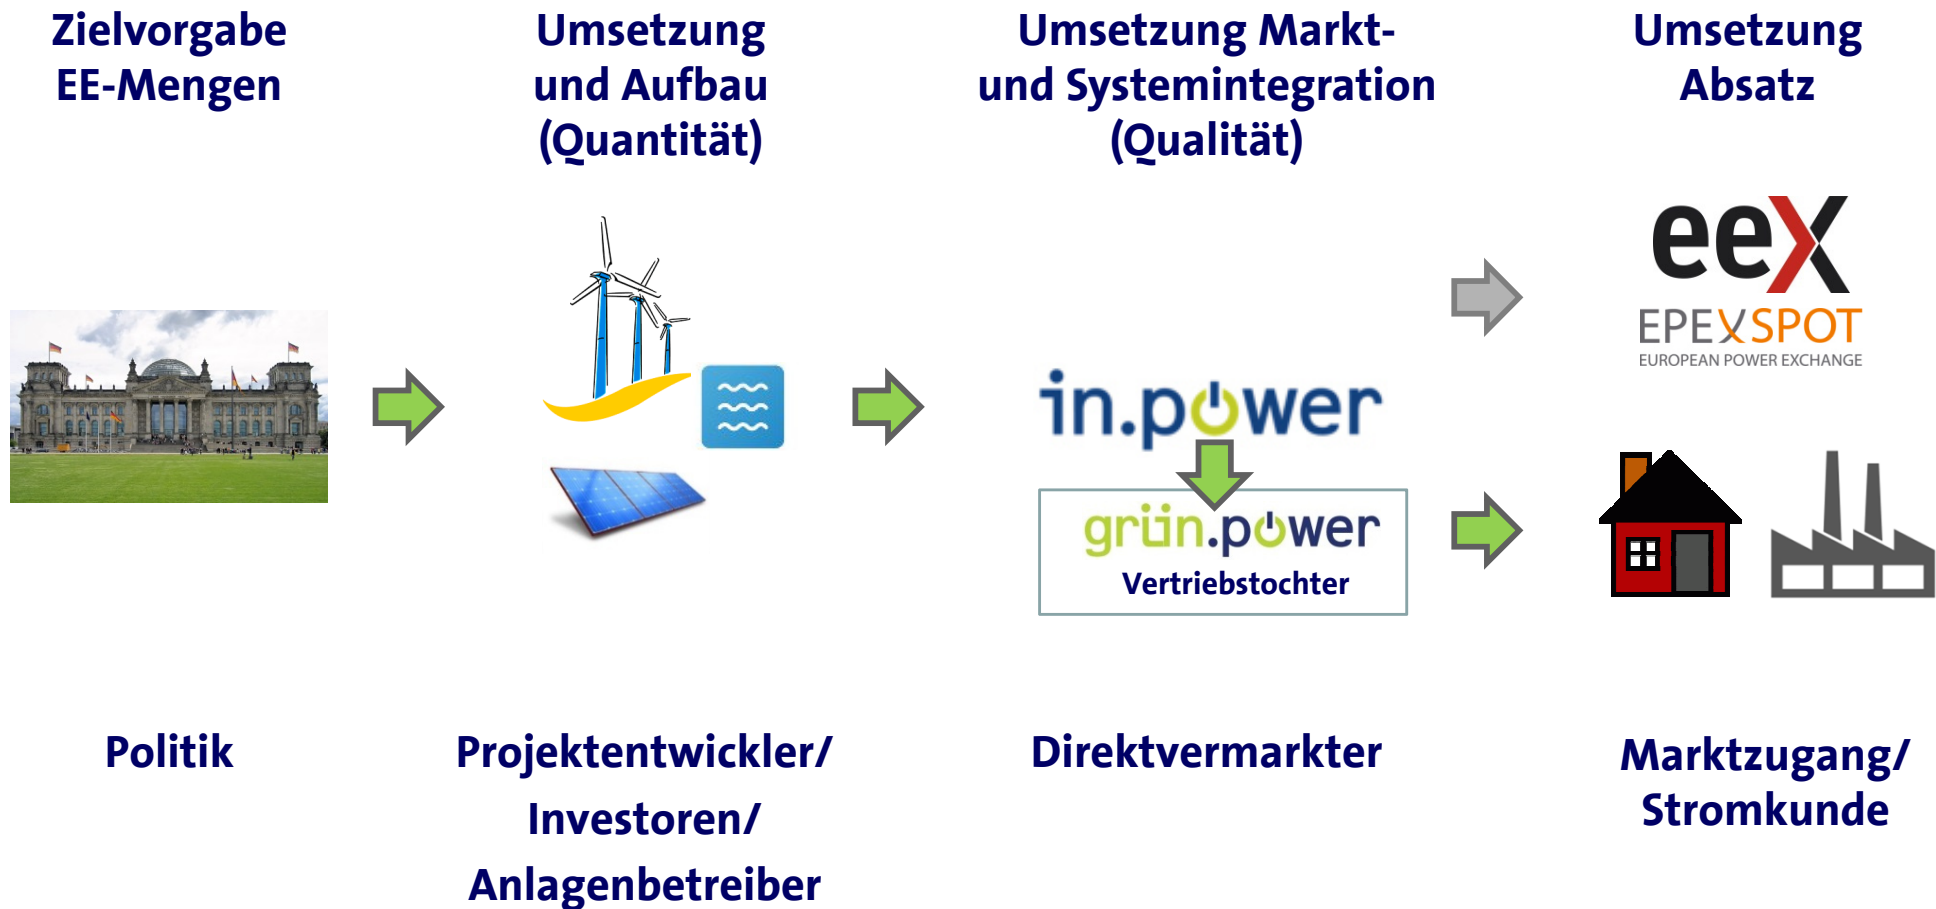 Zielvorgabe
EE-Mengen
Umsetzung
und Aufbau
(Quantität)
Umsetzung Markt-
und Systemintegration
(Qualität)
Umsetzung
Absatz
eex
EPEXSPOT
EUROPEAN POWER EXCHANGE
in.power
grün.power
Vertriebstochter
Politik
Projektentwickler/
Investoren/
Anlagenbetreiber
Direktvermarkter
Marktzugang/
Stromkunde